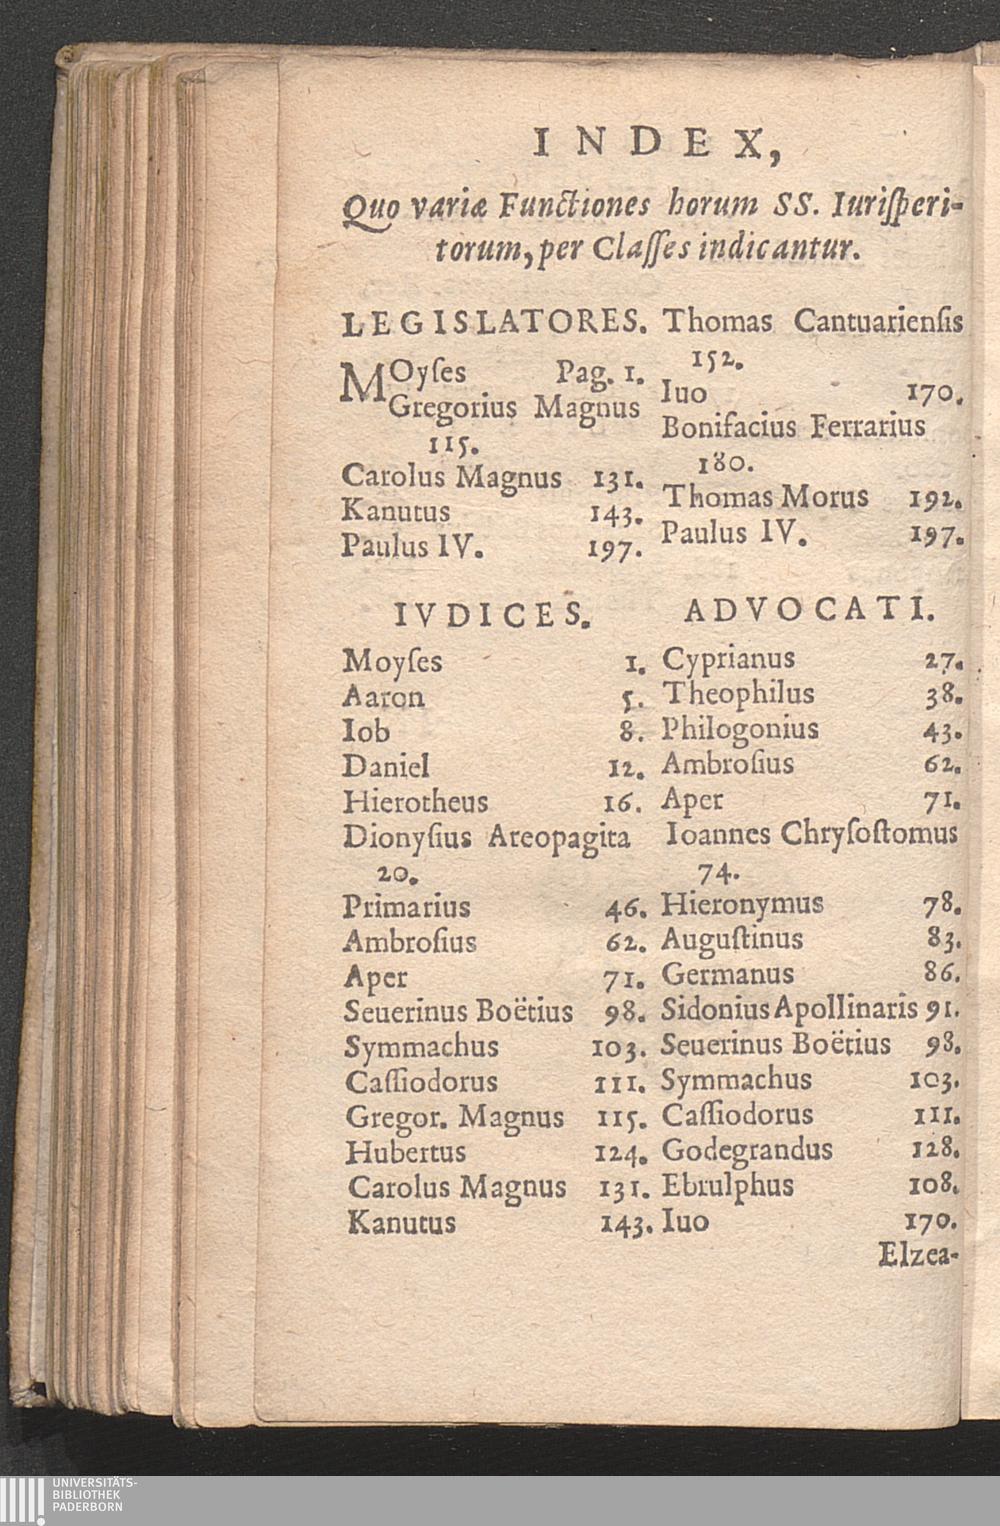 INDEX,
Quo variæ Functiones horum SS. Iuriſperi-
torum, per Claſſes indicantur.
LEGISLATORES.
MOyſes Pag. 1.
Gregorius Magnus
115.
Carolus Magnus 131.
Kanutus 143.
Paulus IV. 197.
IVDICES.
Moyſes 1.
Aaron 5.
Iob 8.
Daniel 12.
Hierotheus 16.
Dionyſius Areopagita
20.
Primarius 46.
Ambroſius 62.
Aper 71.
Seuerinus Boëtius 98.
Symmachus 103.
Caſſiodorus 111.
Gregor. Magnus 115.
Hubertus 124.
Carolus Magnus 131.
Kanutus 143.
Thomas Cantuarienſis
152.
Iuo 170.
Bonifacius Ferrarius
180.
Thomas Morus 192.
Paulus IV. 197.
ADVOCATI.
Cyprianus 27.
Theophilus 38.
Philogonius 43.
Ambroſius 62.
Aper 71.
Ioannes Chryſoſtomus
74.
Hieronymus 78.
Auguſtinus 83.
Germanus 86.
Sidonius Apollinaris 91.
Seuerinus Boëtius 98.
Symmachus 103.
Caſſiodorus 111.
Godegrandus 128.
Ebrulphus 108.
Iuo 170.
Elzea-
UNIVERSITÄTS-
BIBLIOTHEK
PADERBORN